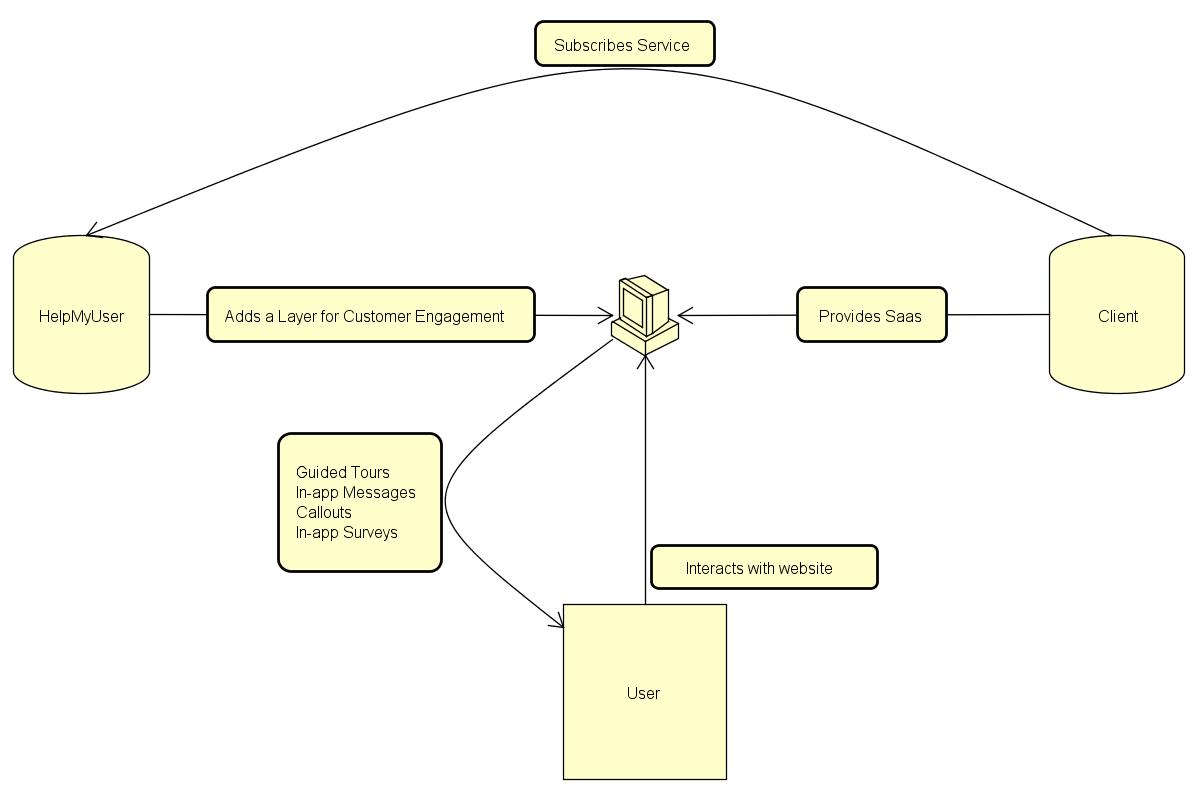 Subscribes Service
HelpMyUser
Adds a Layer for Customer Engagement
Provides Saas
Client
Guided Tours
In-app Messages
Callouts
In-app Surveys
Interacts with website
User